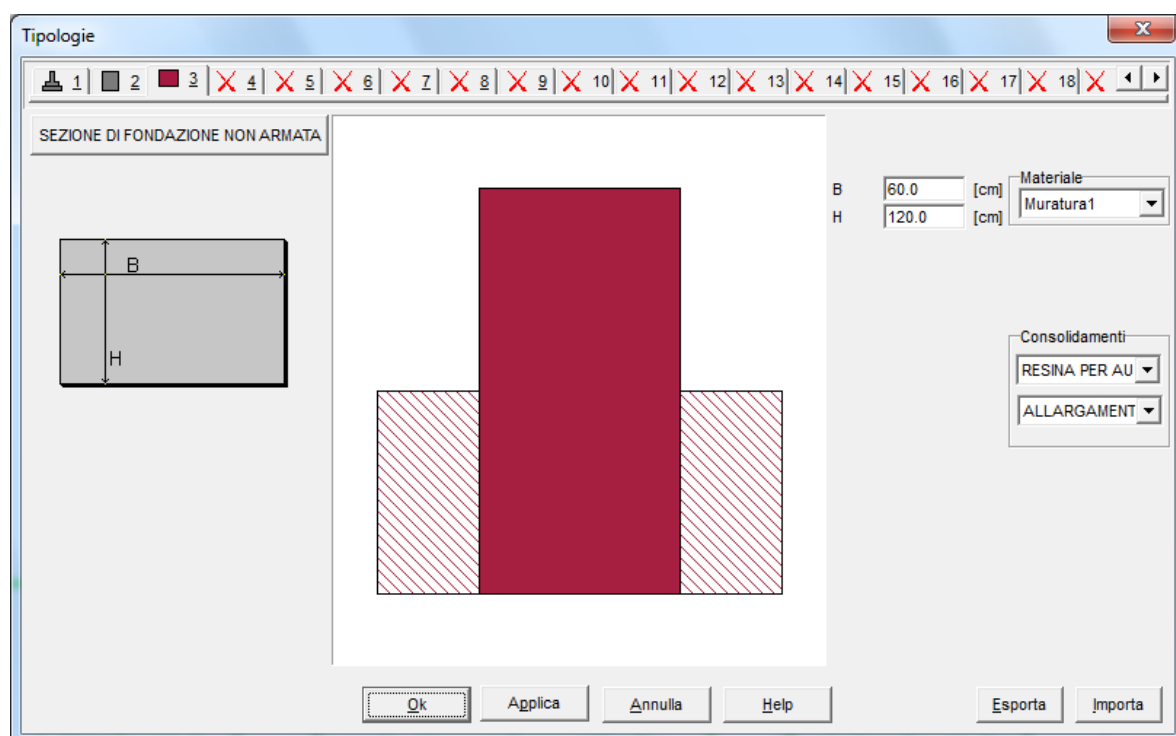 Tipologie
x
1 2 3 4 5 6 7 8 9 10 11 12 13 14 15 16 17 18
SEZIONE DI FONDAZIONE NON ARMATA
B 60.0 [cm]
H 120.0 [cm]
Materiale
Muratura1
B
H
Consolidamenti
RESINA PER AU
ALLARGAMENT
Ok Applica Annulla Help Esporta Importa